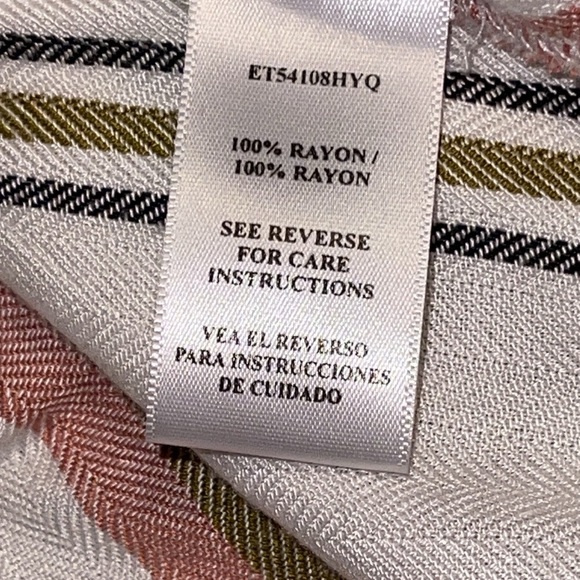 ET54108HYQ
100% RAYON /
100% RAYON
SEE REVERSE
FOR CARE
INSTRUCTIONS
VEA EL REVERSO
PARA INSTRUCCIONES
DE CUIDADO